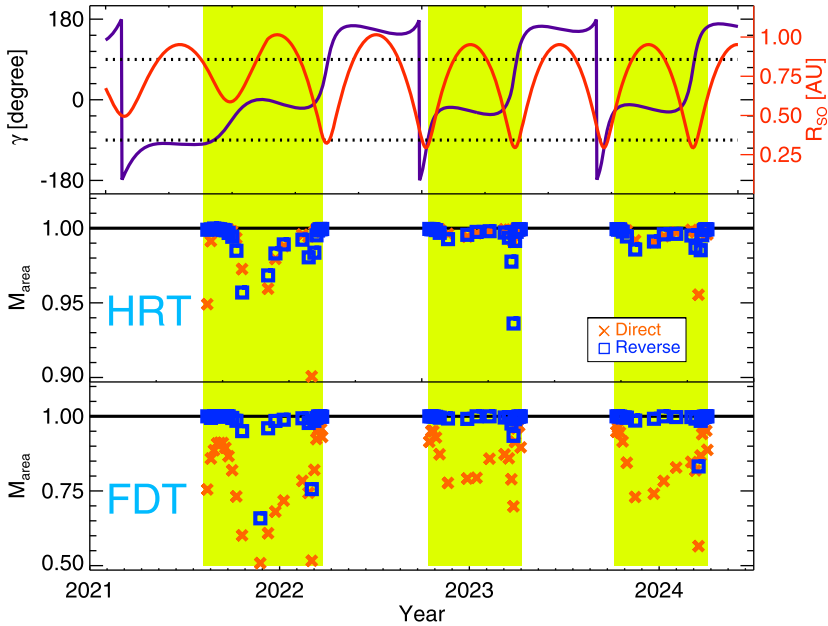 180
0
-180
γ [degree]
1.00
0.75
0.50
0.25
R_SO [AU]
1.00
0.95
0.90
M_area
HRT
Direct
Reverse
1.00
0.75
0.50
M_area
FDT
2021
2022
2023
2024
Year